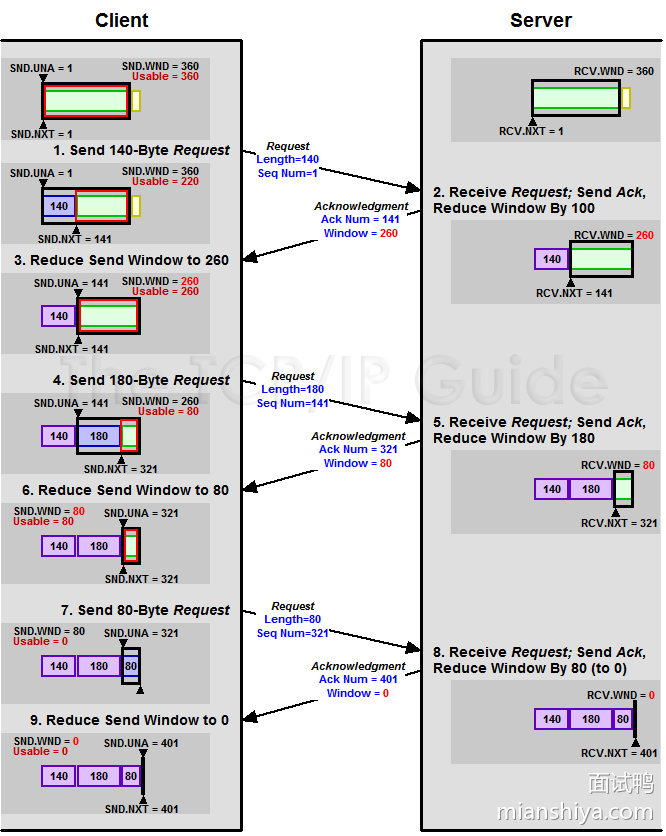 Client
Server
SND.UNA = 1
SND.WND = 360
Usable = 360
SND.NXT = 1
RCV.WND = 360
RCV.NXT = 1
1. Send 140-Byte Request
Request
Length=140
Seq Num=1
SND.UNA = 1
SND.WND = 360
Usable = 220
140
SND.NXT = 141
2. Receive Request; Send Ack,
Reduce Window By 100
Acknowledgment
Ack Num = 141
Window = 260
RCV.WND = 260
140
RCV.NXT = 141
3. Reduce Send Window to 260
SND.UNA = 141
SND.WND = 260
Usable = 260
140
SND.NXT = 141
The TCP/IP Guide
4. Send 180-Byte Request
Request
Length=180
Seq Num=141
SND.UNA = 141
SND.WND = 260
Usable = 80
140
180
SND.NXT = 321
5. Receive Request; Send Ack,
Reduce Window By 180
Acknowledgment
Ack Num = 321
Window = 80
RCV.WND = 80
140
180
RCV.NXT = 321
6. Reduce Send Window to 80
SND.WND = 80
Usable = 80
SND.UNA = 321
140
180
SND.NXT = 321
7. Send 80-Byte Request
Request
Length=80
Seq Num=321
SND.WND = 80
Usable = 0
SND.UNA = 321
140
180
80
8. Receive Request; Send Ack,
Reduce Window By 80 (to 0)
Acknowledgment
Ack Num = 401
Window = 0
RCV.WND = 0
140
180
80
RCV.NXT = 401
9. Reduce Send Window to 0
SND.WND = 0
Usable = 0
SND.UNA = 401
140
180
80
SND.NXT = 401
面试鸭
mianshiya.com